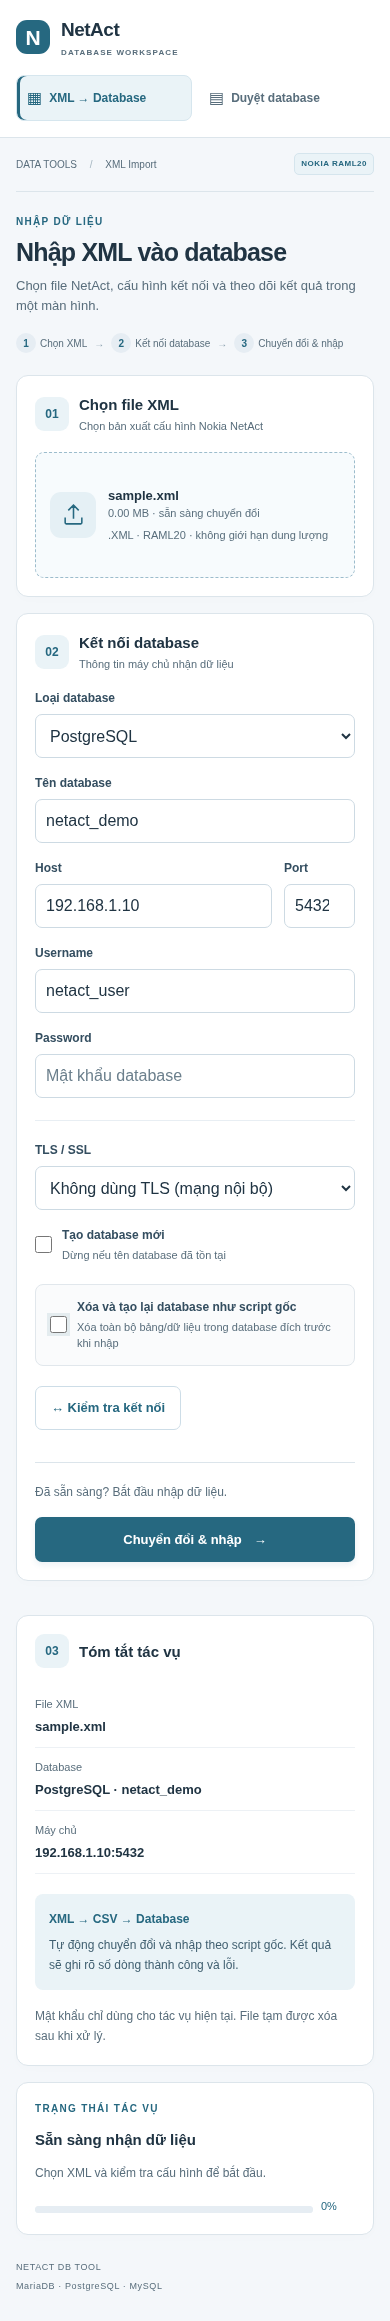 N
NetAct
DATABASE WORKSPACE
XML → Database
Duyệt database
DATA TOOLS / XML Import
NOKIA RAML20
NHẬP DỮ LIỆU
Nhập XML vào database
Chọn file NetAct, cấu hình kết nối và theo dõi kết quả trong
một màn hình.
1 Chọn XML → 2 Kết nối database → 3 Chuyển đổi & nhập
01
Chọn file XML
Chọn bản xuất cấu hình Nokia NetAct
sample.xml
0.00 MB · sẵn sàng chuyển đổi
.XML · RAML20 · không giới hạn dung lượng
02
Kết nối database
Thông tin máy chủ nhận dữ liệu
Loại database
PostgreSQL
Tên database
netact_demo
Host Port
192.168.1.10 5432
Username
netact_user
Password
Mật khẩu database
TLS / SSL
Không dùng TLS (mạng nội bộ)
Tạo database mới
Dừng nếu tên database đã tồn tại
Xóa và tạo lại database như script gốc
Xóa toàn bộ bảng/dữ liệu trong database đích trước
khi nhập
↔ Kiểm tra kết nối
Đã sẵn sàng? Bắt đầu nhập dữ liệu.
Chuyển đổi & nhập →
03
Tóm tắt tác vụ
File XML
sample.xml
Database
PostgreSQL · netact_demo
Máy chủ
192.168.1.10:5432
XML → CSV → Database
Tự động chuyển đổi và nhập theo script gốc. Kết quả
sẽ ghi rõ số dòng thành công và lỗi.
Mật khẩu chỉ dùng cho tác vụ hiện tại. File tạm được xóa
sau khi xử lý.
TRẠNG THÁI TÁC VỤ
Sẵn sàng nhận dữ liệu
Chọn XML và kiểm tra cấu hình để bắt đầu.
0%
NETACT DB TOOL
MariaDB · PostgreSQL · MySQL